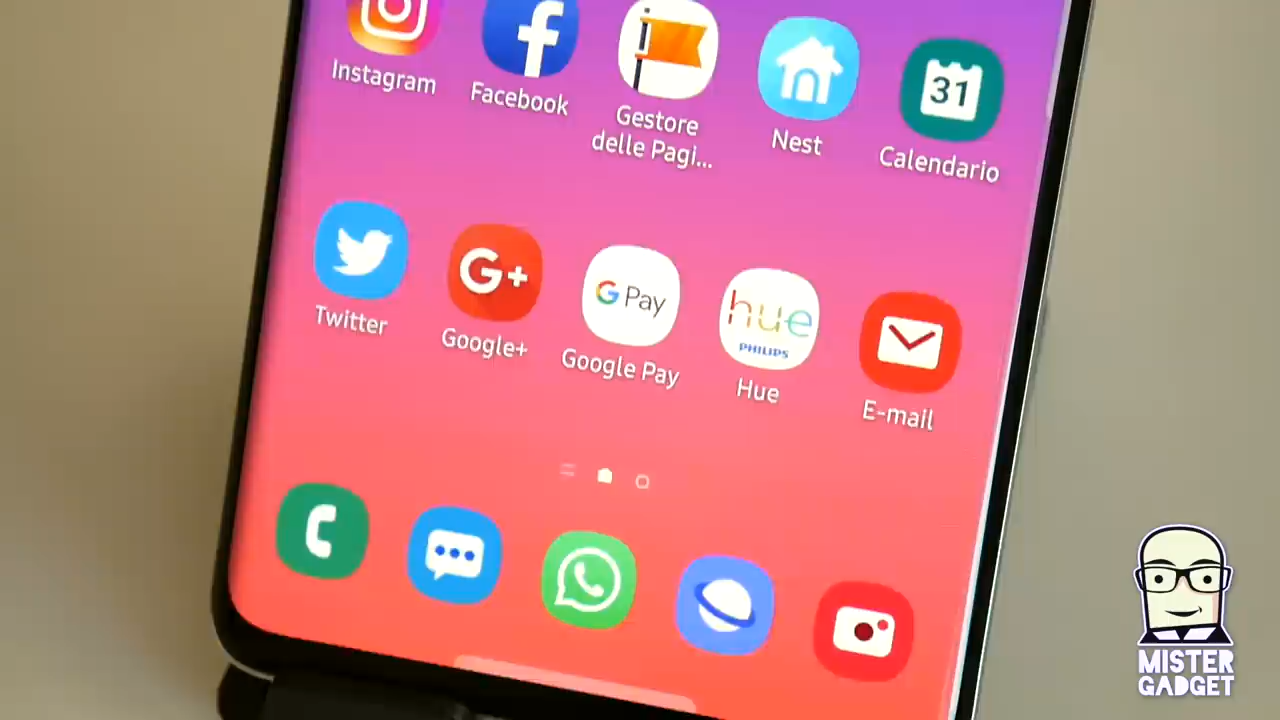 Instagram
Facebook
Gestore
delle Pagi...
Nest
31
Calendario
Twitter
G+
Google+
G Pay
Google Pay
hue
PHILIPS
Hue
E-mail
MISTER
GADGET